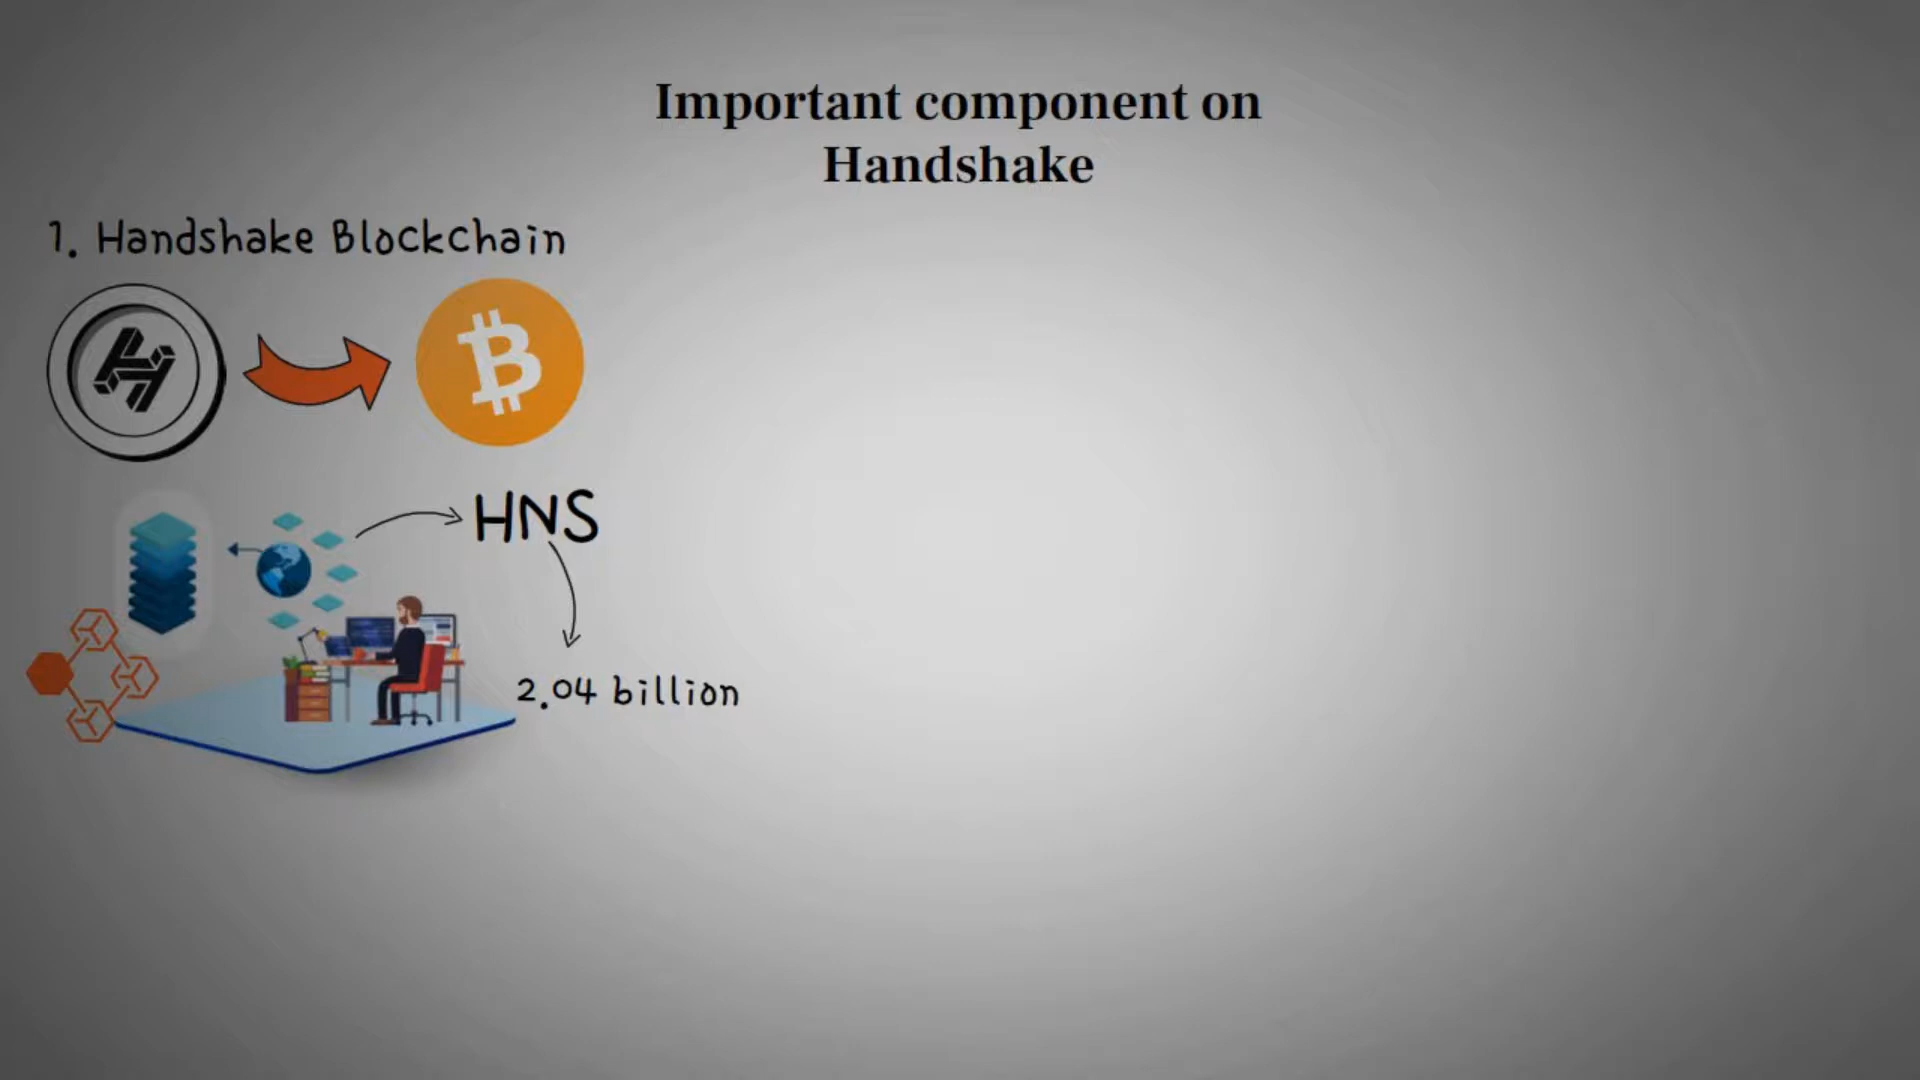 Important component on
Handshake
1. Handshake Blockchain
HNS
2.04 billion